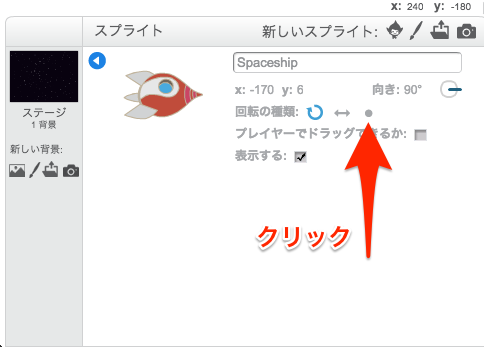 x: 240 y: -180
スプライト
新しいスプライト:
Spaceship
x: -170 y: 6 向き: 90°
ステージ
1 背景
回転の種類:
新しい背景:
プレイヤーでドラッグできるか:
表示する:
クリック